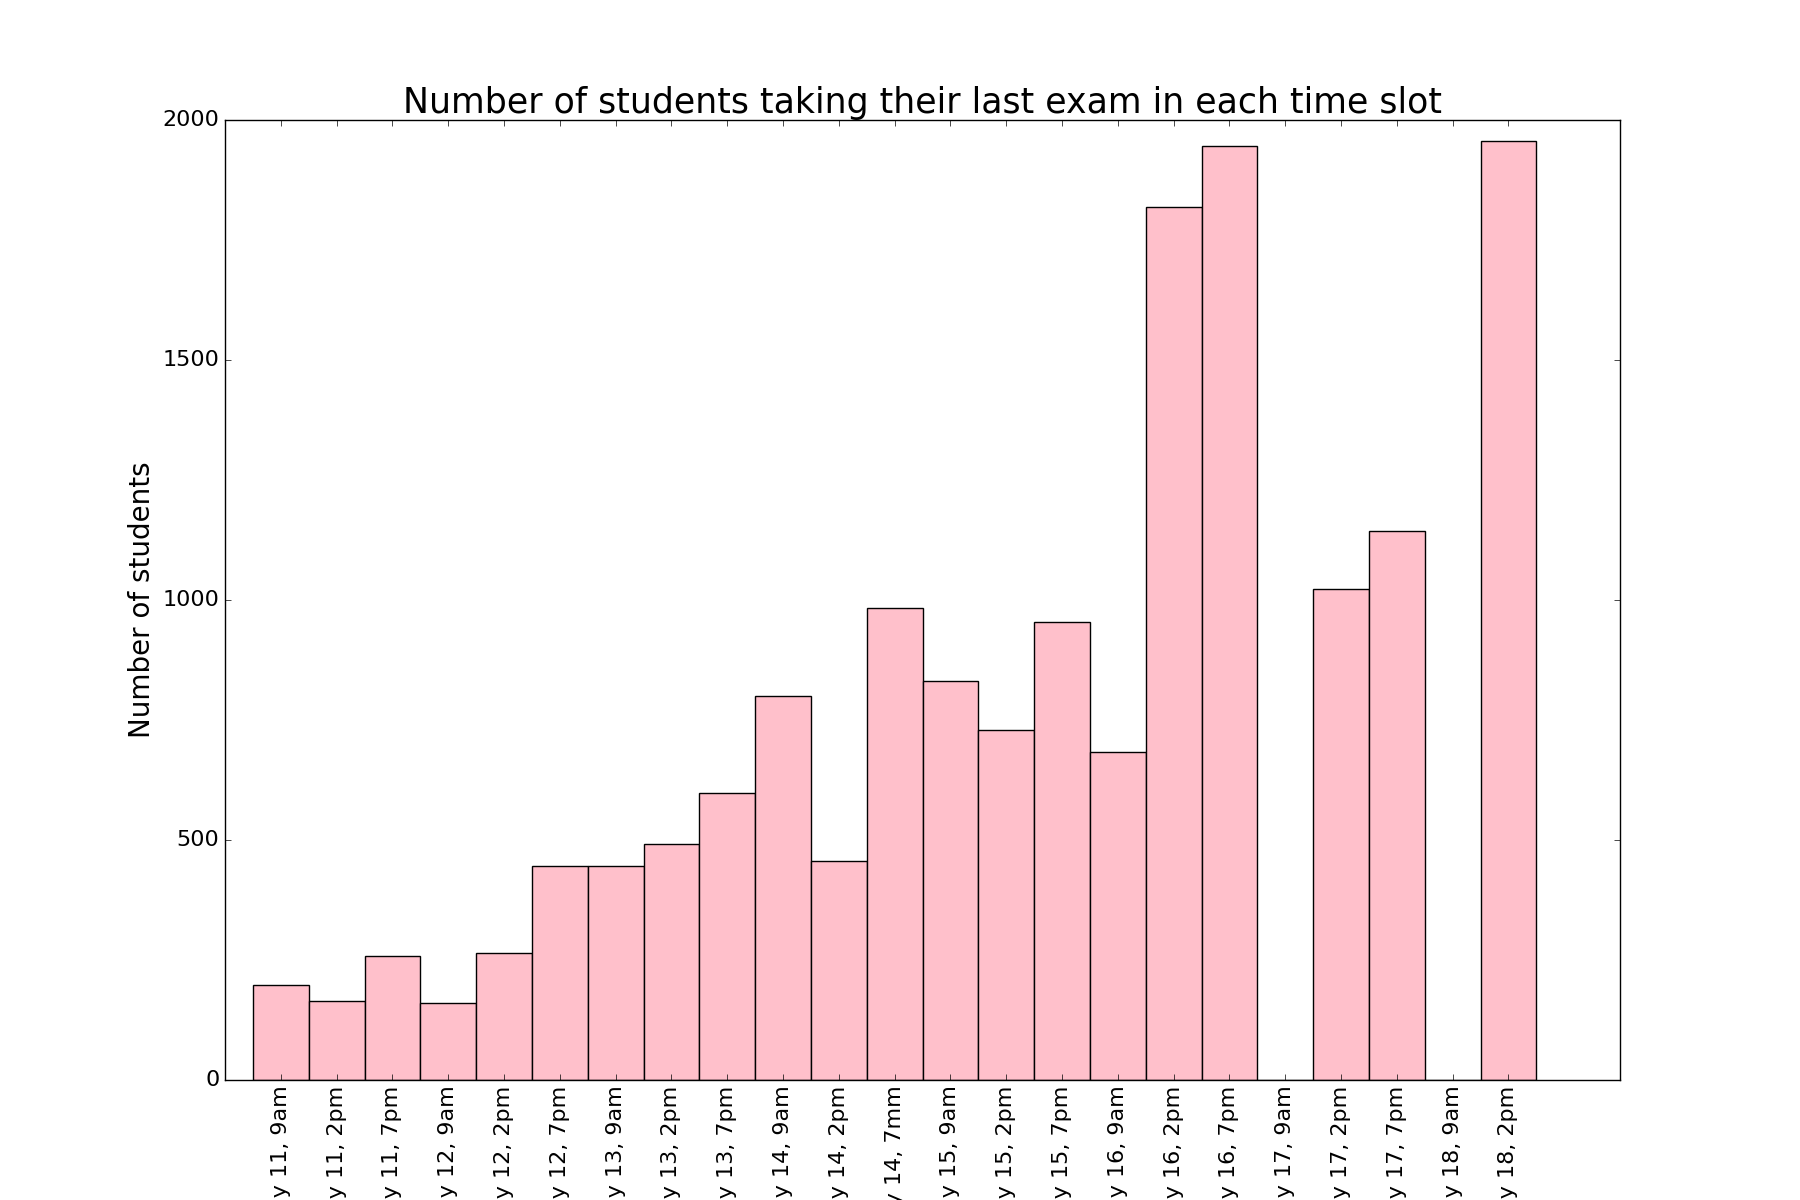 Number of students taking their last exam in each time slot
Number of students
2000
1500
1000
500
0
y 11, 9am
y 11, 2pm
y 11, 7pm
y 12, 9am
y 12, 2pm
y 12, 7pm
y 13, 9am
y 13, 2pm
y 13, 7pm
y 14, 9am
y 14, 2pm
y 14, 7mm
y 15, 9am
y 15, 2pm
y 15, 7pm
y 16, 9am
y 16, 2pm
y 16, 7pm
y 17, 9am
y 17, 2pm
y 17, 7pm
y 18, 9am
y 18, 2pm